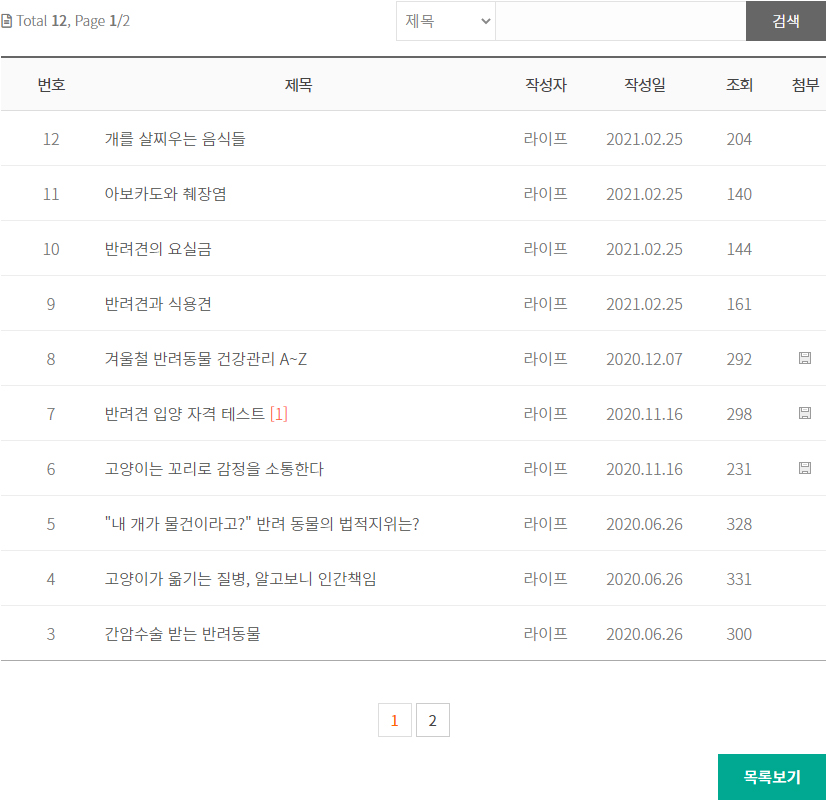 Total 12, Page 1/2 제목 검색
번호 제목 작성자 작성일 조회 첨부
12 개를 살찌우는 음식들 라이프 2021.02.25 204
11 아보카도와 췌장염 라이프 2021.02.25 140
10 반려견의 요실금 라이프 2021.02.25 144
9 반려견과 식용견 라이프 2021.02.25 161
8 겨울철 반려동물 건강관리 A~Z 라이프 2020.12.07 292
7 반려견 입양 자격 테스트 [1] 라이프 2020.11.16 298
6 고양이는 꼬리로 감정을 소통한다 라이프 2020.11.16 231
5 "내 개가 물건이라고?" 반려 동물의 법적지위는? 라이프 2020.06.26 328
4 고양이가 옮기는 질병, 알고보니 인간책임 라이프 2020.06.26 331
3 간암수술 받는 반려동물 라이프 2020.06.26 300
1 2
목록보기